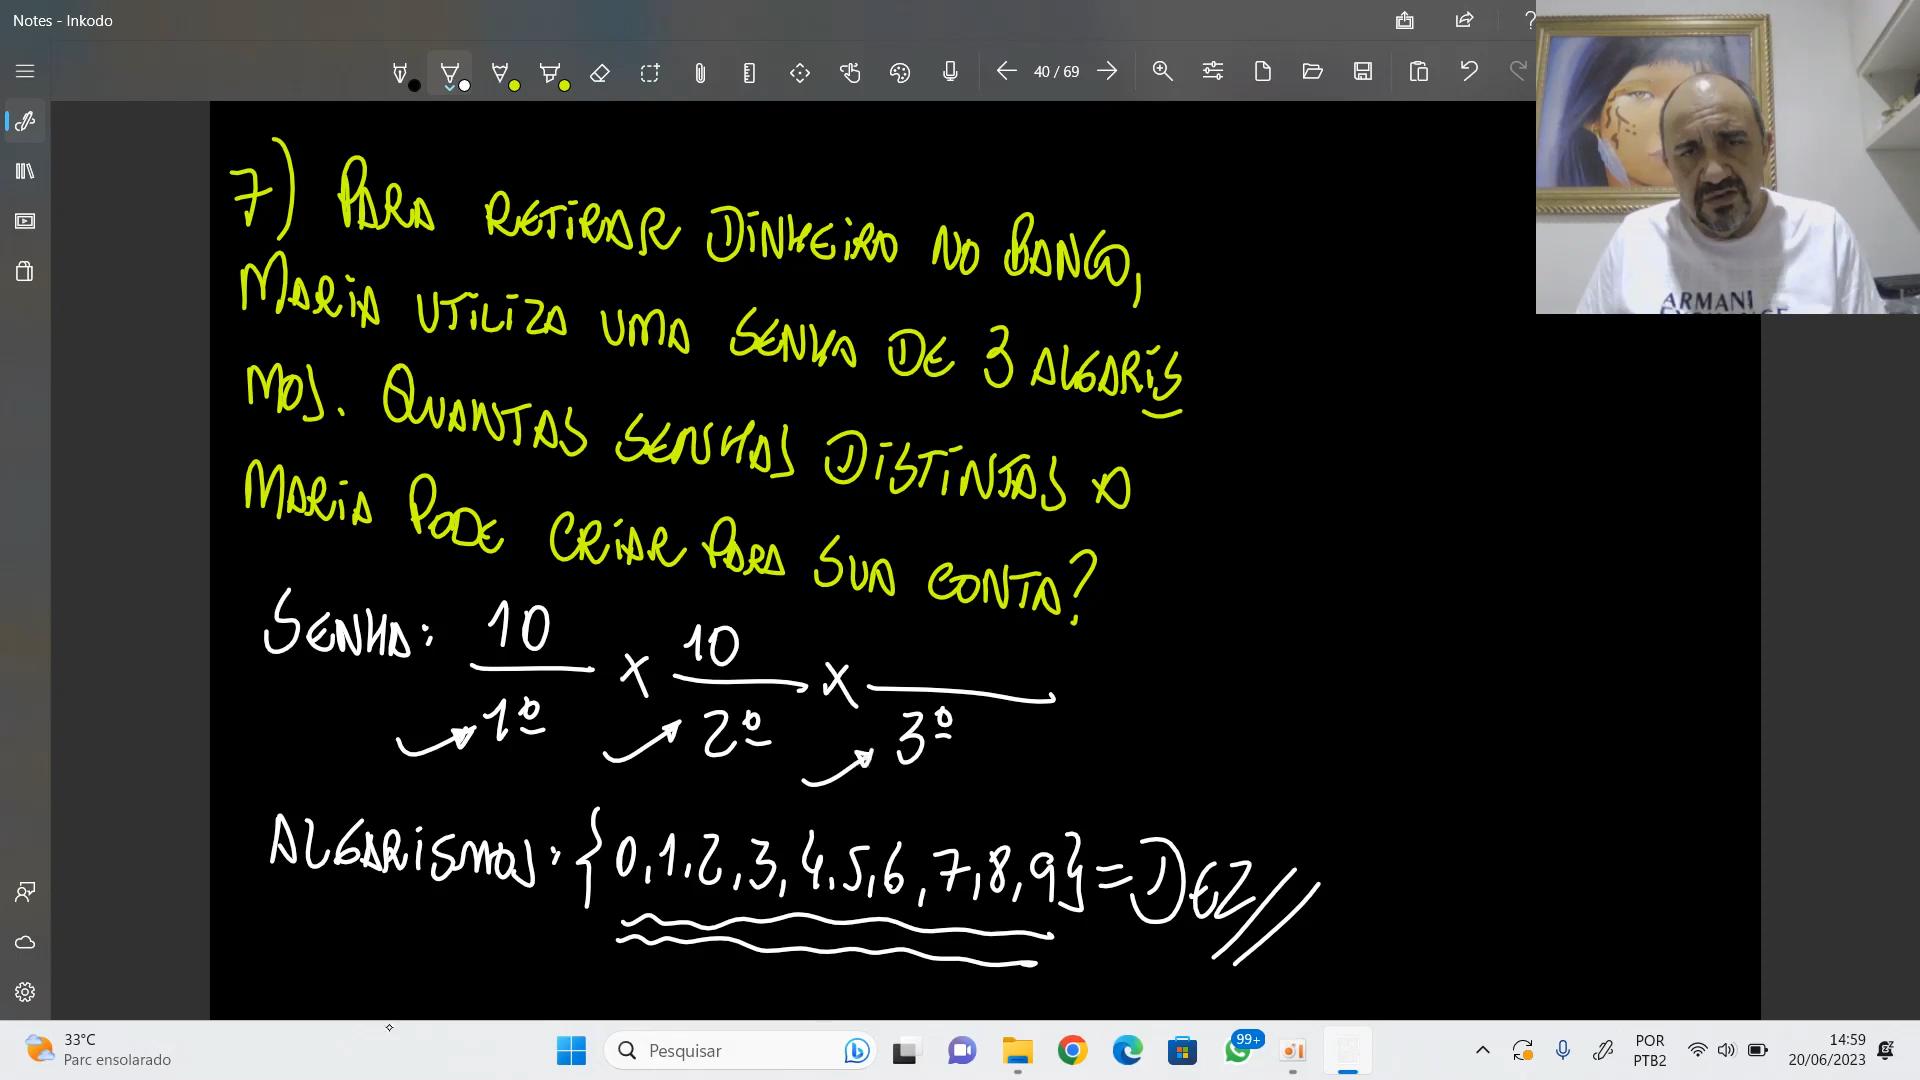 Notes - Inkodo
40 / 69
7) PARA RETIRAR DINHEIRO NO BANCO,
MARIA UTILIZA UMA SENHA DE 3 ALGARIS
MOS. QUANTAS SENHAS DISTINTAS A
MARIA PODE CRIAR PARA SUA CONTA?
SENHA: 10 x 10 x
1º 2º 3º
ALGARISMOS: {0,1,2,3,4,5,6,7,8,9} = DEZ//
ARMANI
33°C
Parc ensolarado
Pesquisar
99+
POR
PTB2
14:59
20/06/2023